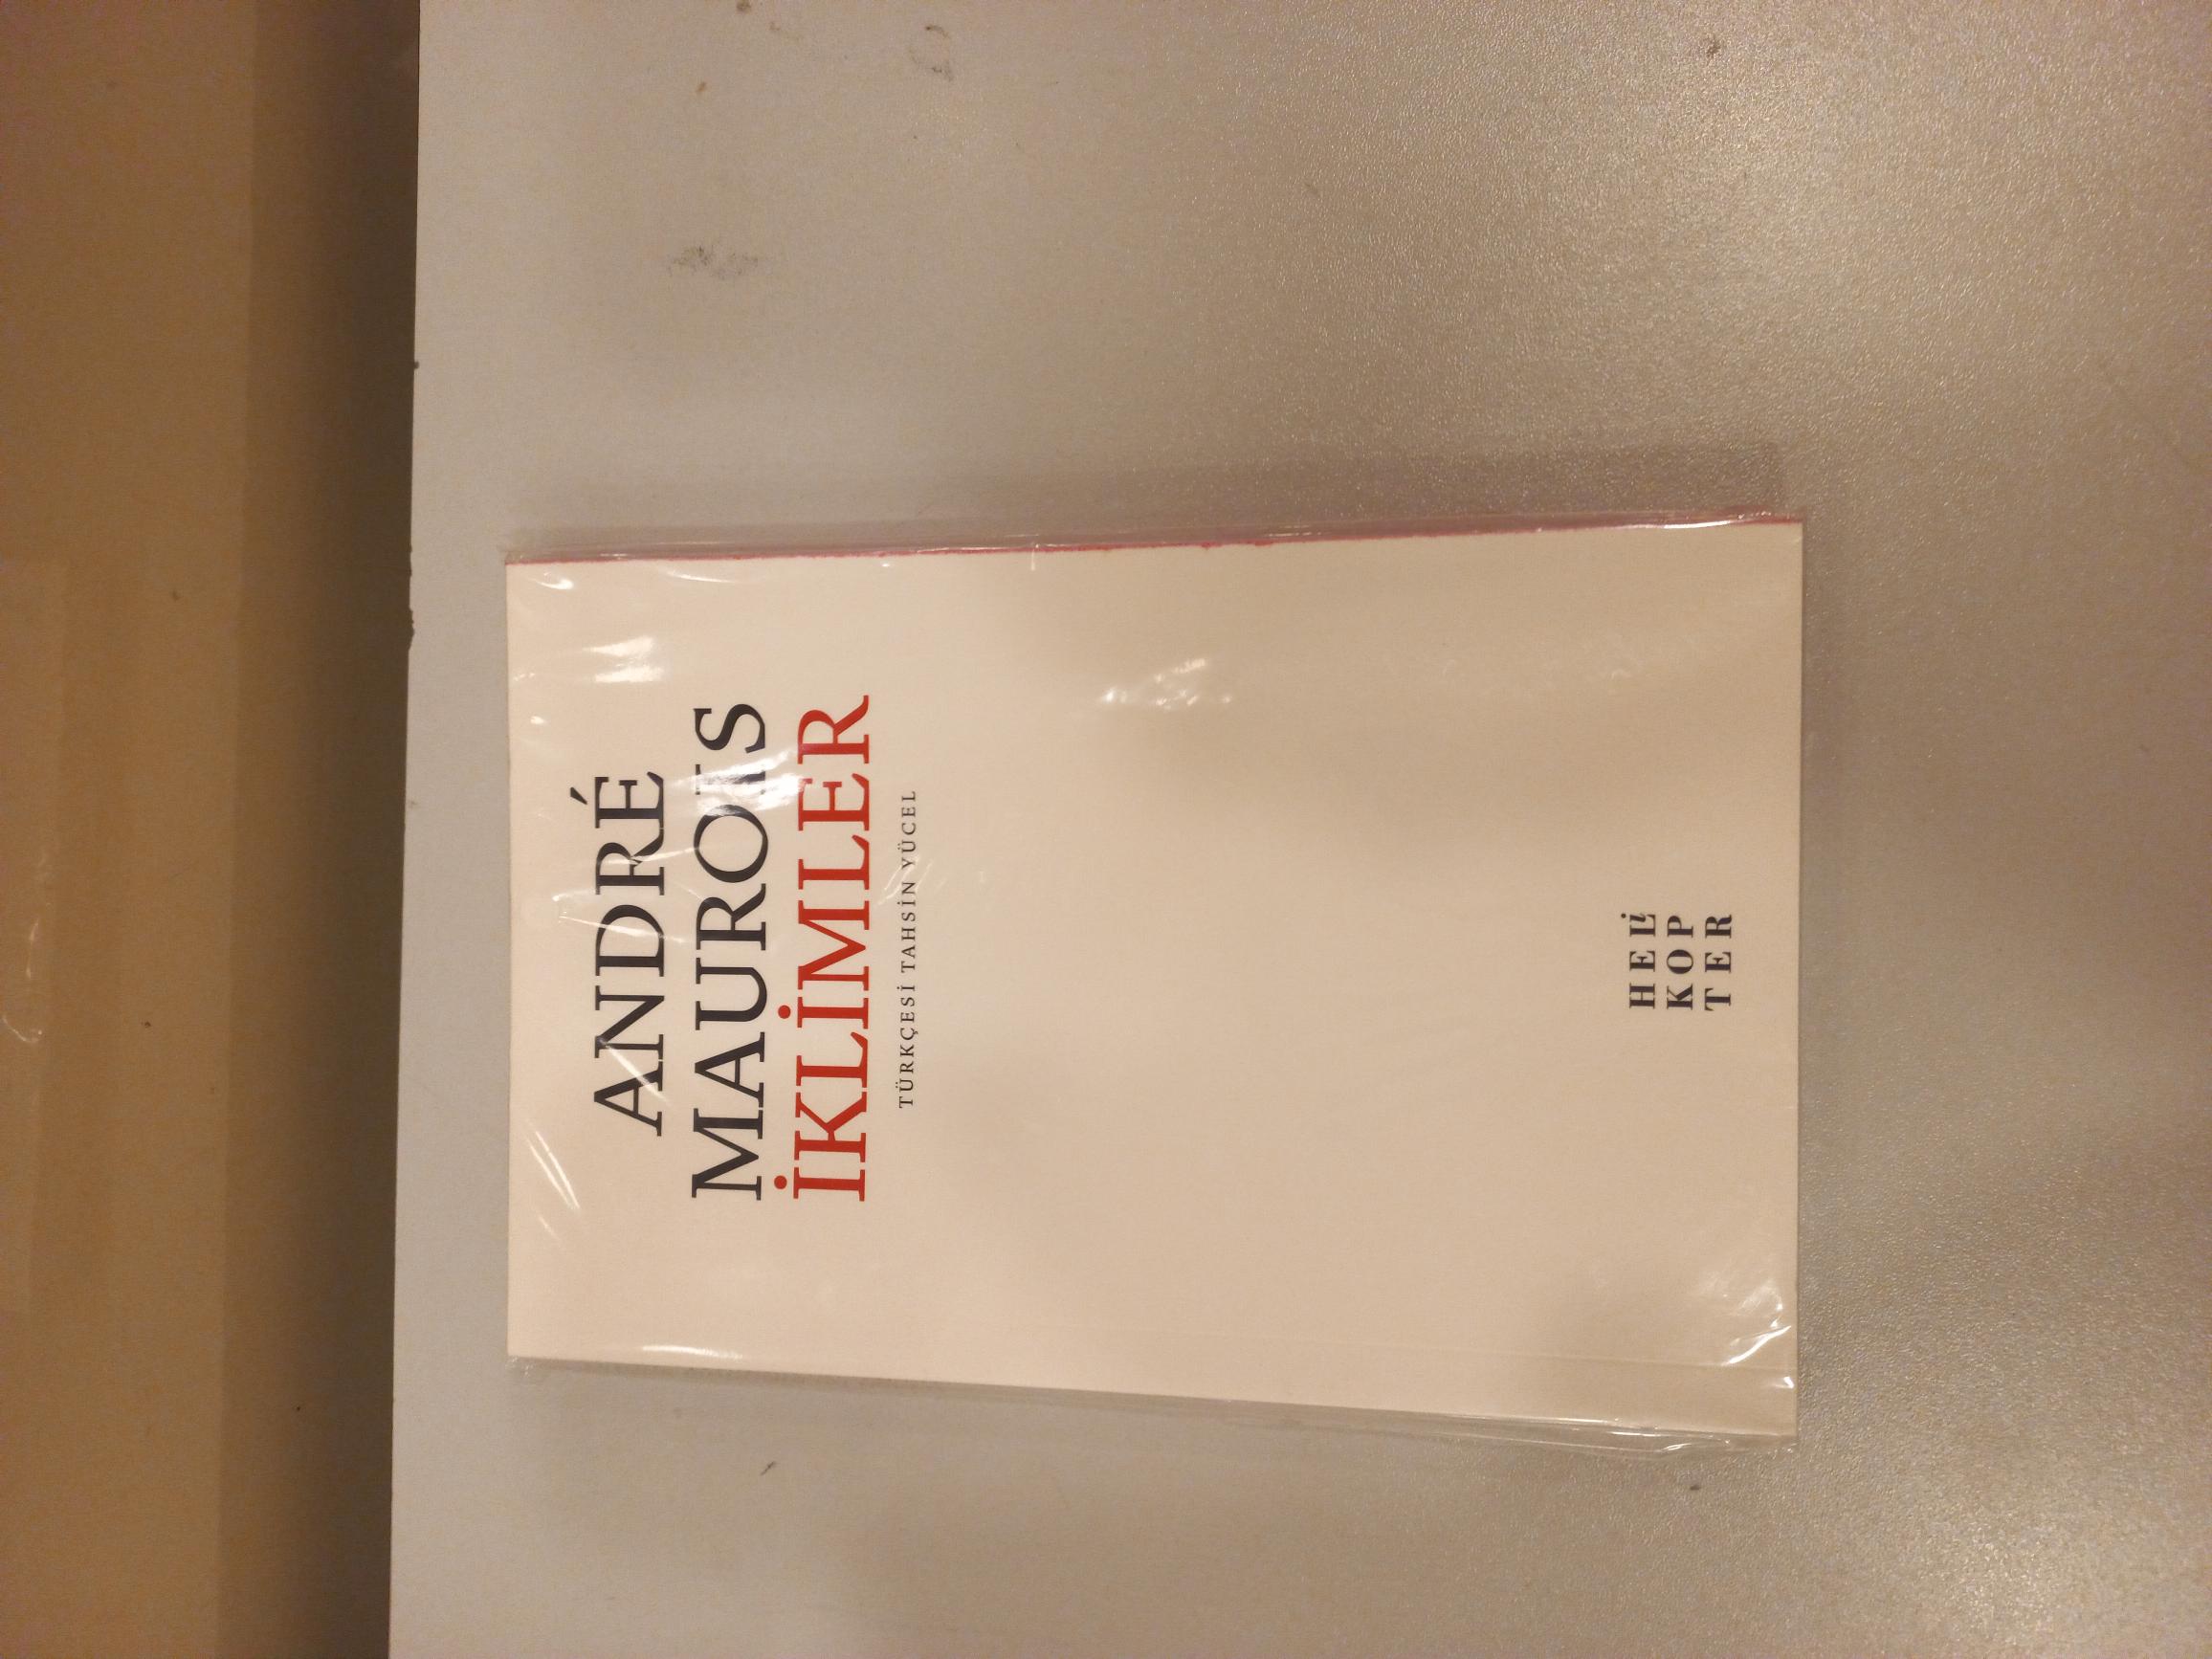 ANDRÉ
MAUROIS
İKLİMLER
TÜRKÇESİ TAHSİN YÜCEL
HELİ
KOP
TER